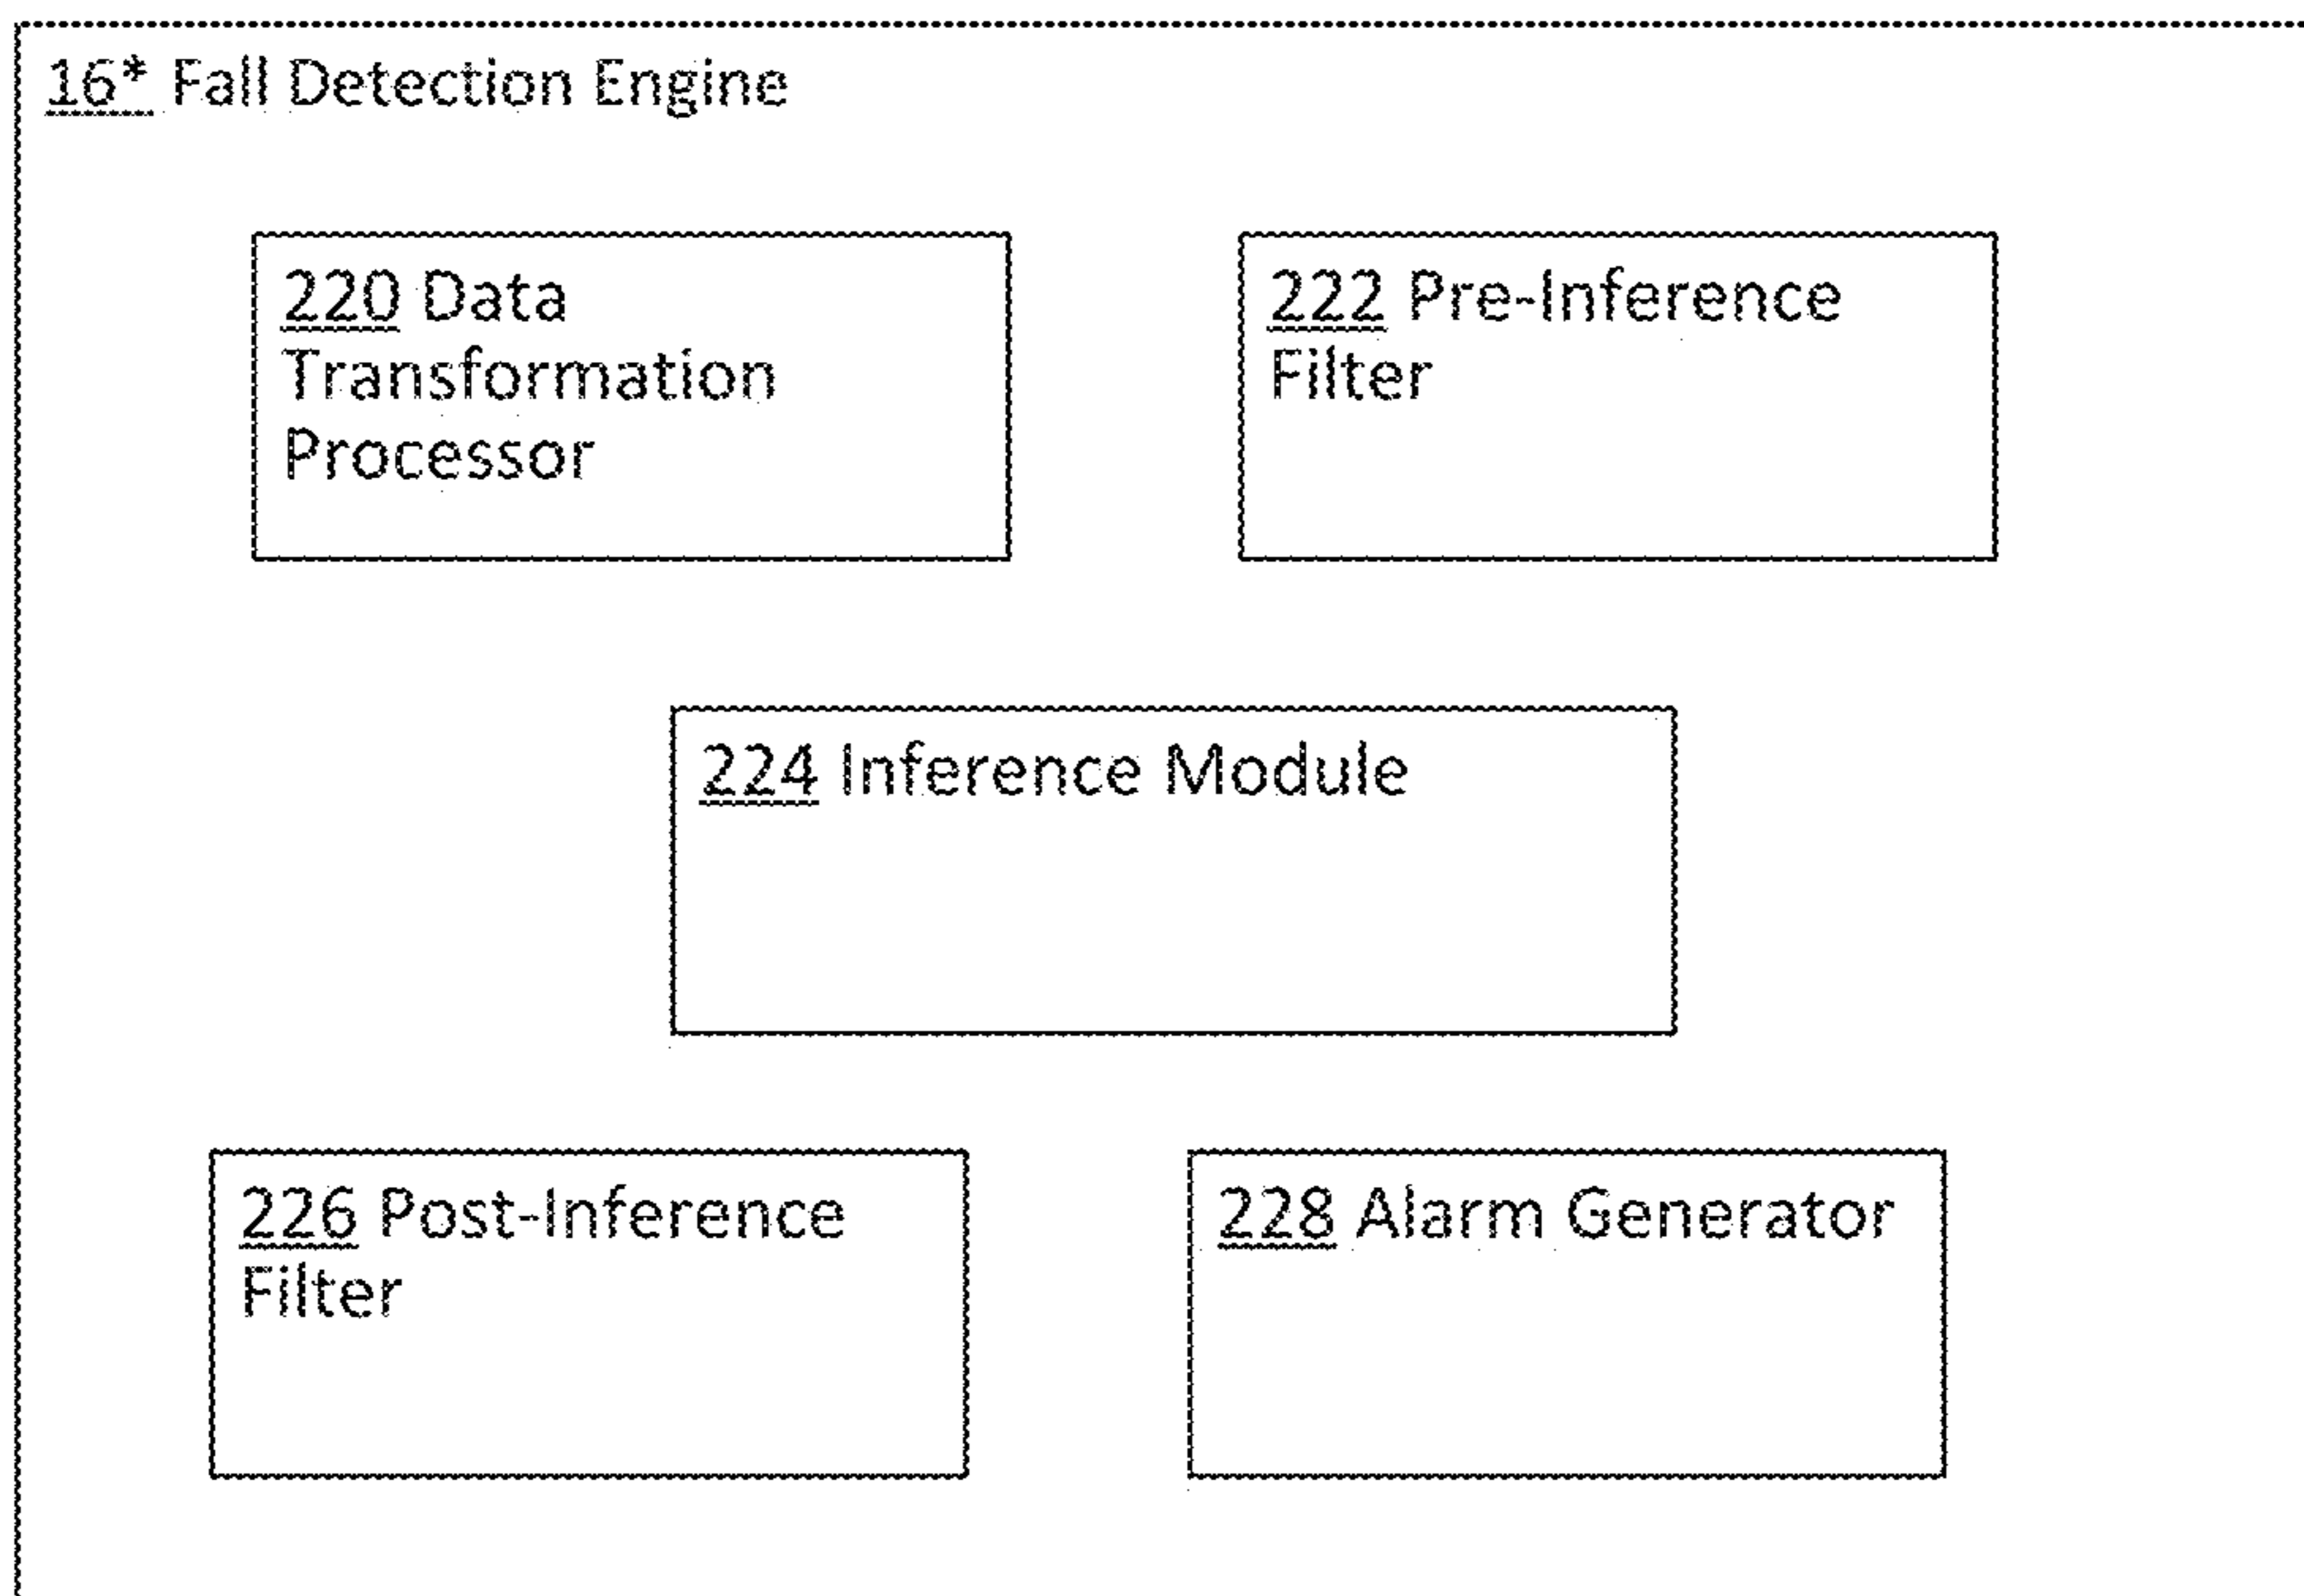 16* Fall Detection Engine
220 Data
Transformation
Processor
222 Pre-Inference
Filter
224 Inference Module
226 Post-Inference
Filter
228 Alarm Generator